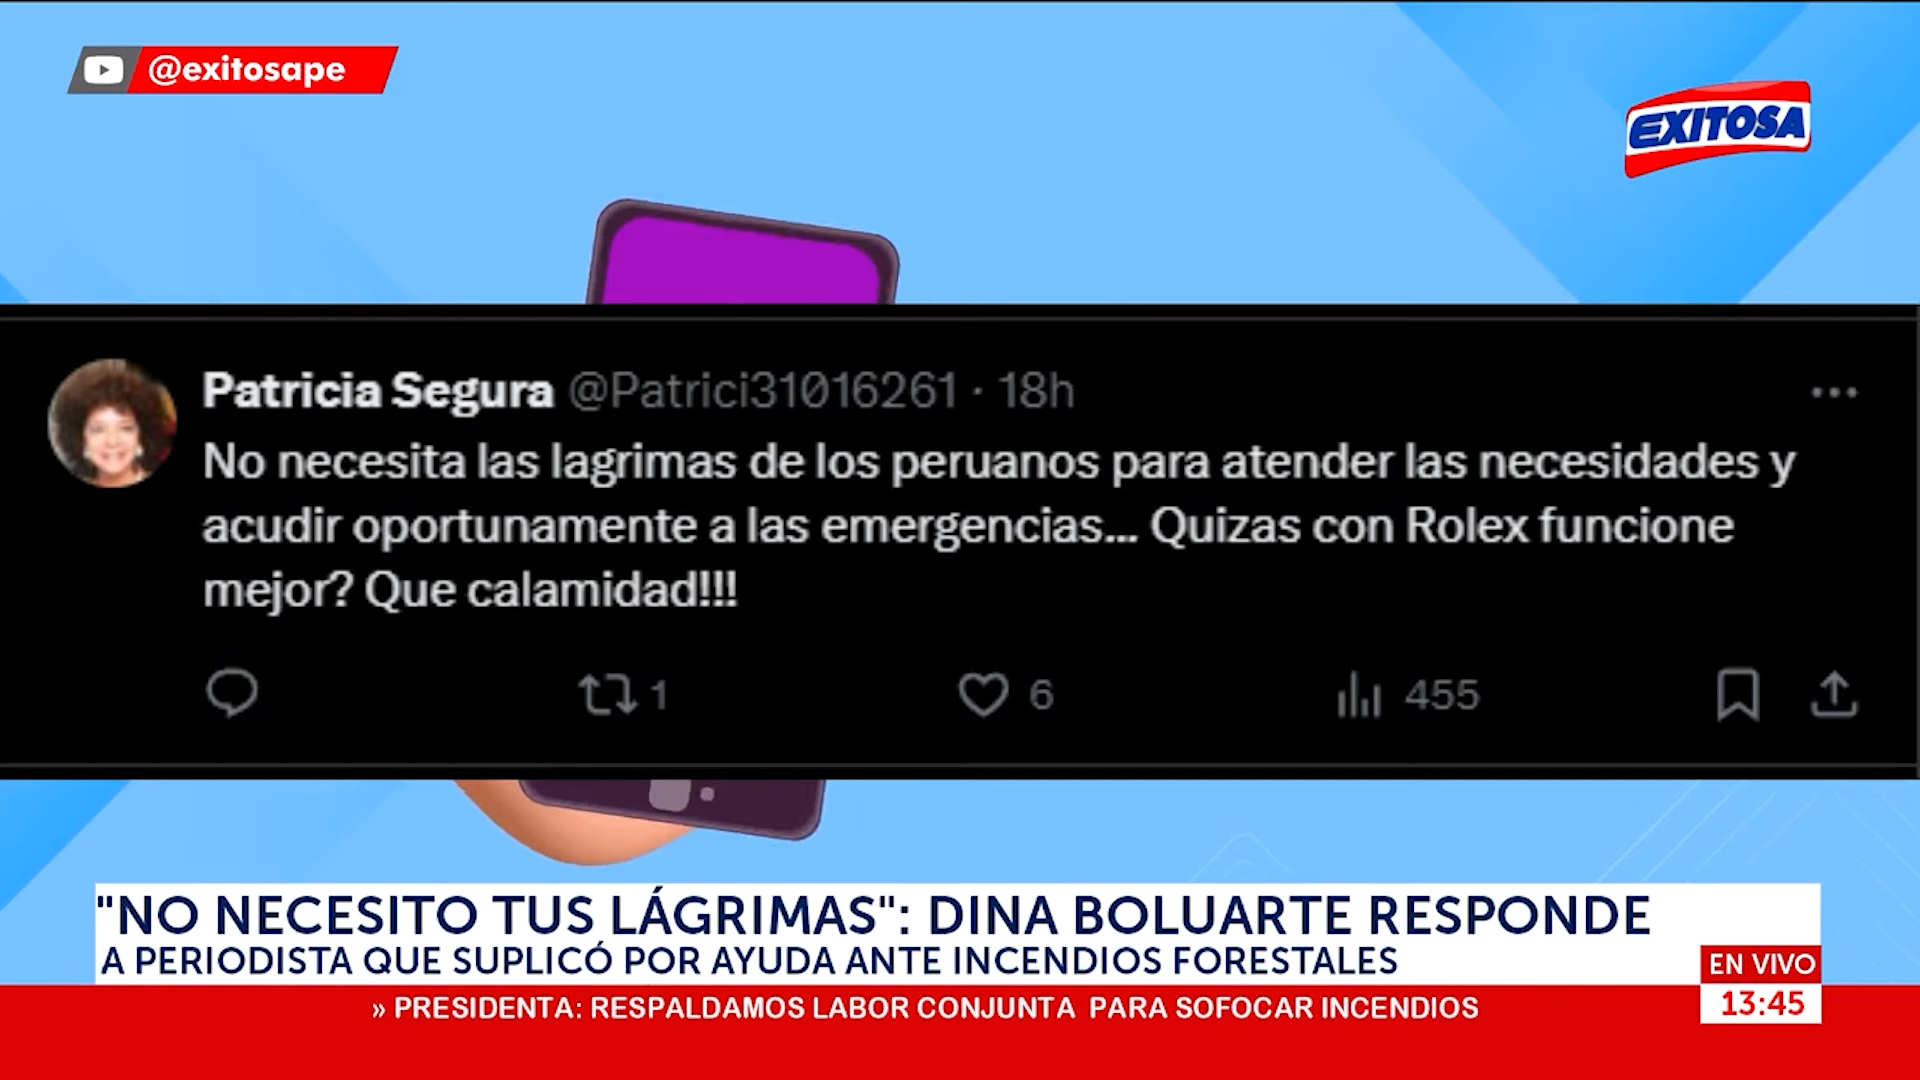 @exitosape
EXITOSA
Patricia Segura @Patrici31016261 · 18h
No necesita las lagrimas de los peruanos para atender las necesidades y
acudir oportunamente a las emergencias... Quizas con Rolex funcione
mejor? Que calamidad!!!
1 6 455
"NO NECESITO TUS LÁGRIMAS": DINA BOLUARTE RESPONDE
A PERIODISTA QUE SUPLICÓ POR AYUDA ANTE INCENDIOS FORESTALES
EN VIVO
» PRESIDENTA: RESPALDAMOS LABOR CONJUNTA PARA SOFOCAR INCENDIOS
13:45